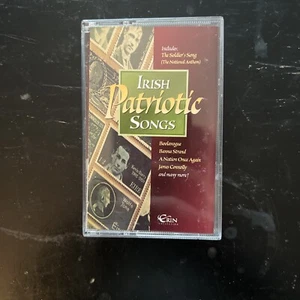 Includes
The Soldier's Song
(The National Anthem)
IRISH
Patriotic
SONGS
Boolavogue
Banna Strand
A Nation Once Again
James Connolly
and many more!
ERIN